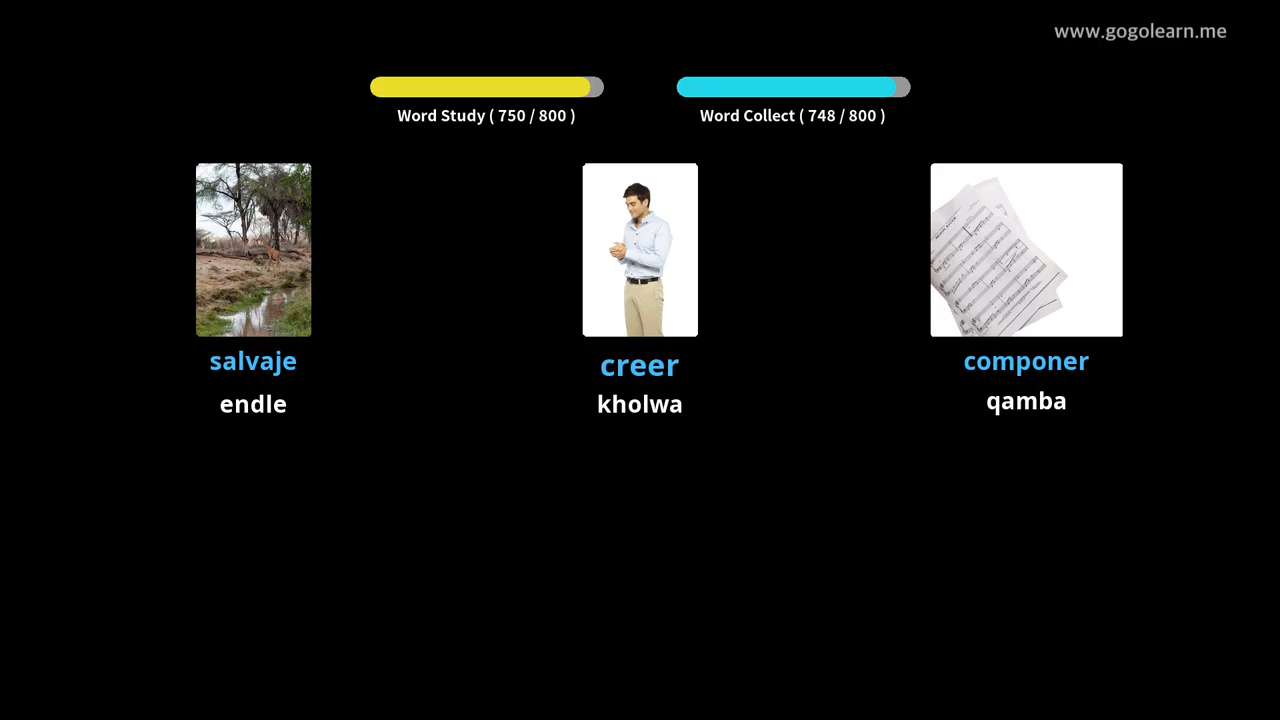 www.gogolearn.me
Word Study ( 750 / 800 )
Word Collect ( 748 / 800 )
salvaje
creer
componer
endle
kholwa
qamba